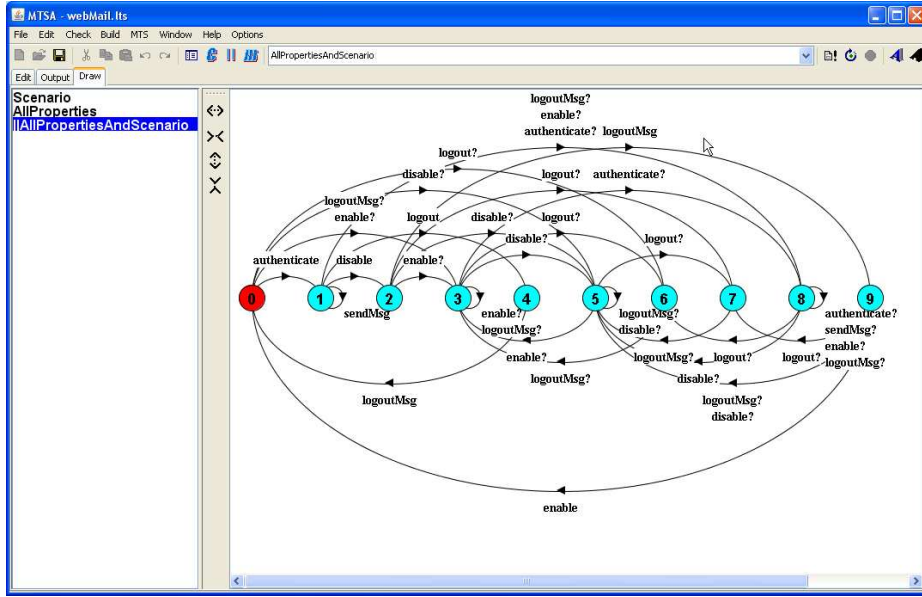 MTSA - webMail.lts
File Edit Check Build MTS Window Help Options
AllPropertiesAndScenario
Edit Output Draw
Scenario
AllProperties
||AllPropertiesAndScenario
logoutMsg?
enable?
authenticate? logoutMsg
logout?
disable? logout? authenticate?
logoutMsg?
enable? logout disable? logout?
disable? logout?
authenticate disable enable?
0 1 2 3 4 5 6 7 8 9
sendMsg enable? logoutMsg? authenticate?
logoutMsg? disable? sendMsg?
enable?
enable? logoutMsg? logout? logout? logoutMsg?
logoutMsg? disable?
logoutMsg logoutMsg?
disable?
enable